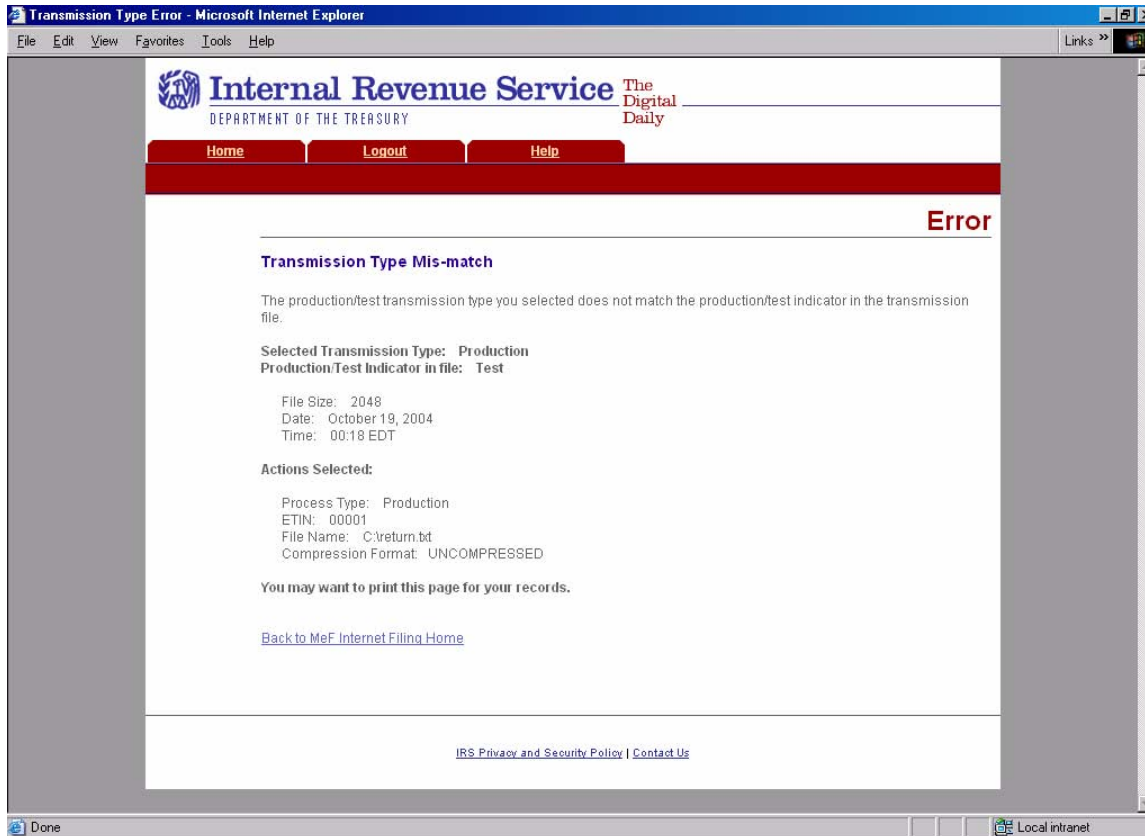 Transmission Type Error - Microsoft Internet Explorer
File Edit View Favorites Tools Help Links »
Internal Revenue Service
DEPARTMENT OF THE TREASURY
The
Digital
Daily
Home Logout Help
Error
Transmission Type Mis-match
The production/test transmission type you selected does not match the production/test indicator in the transmission
file.
Selected Transmission Type: Production
Production/Test Indicator in file: Test
File Size: 2048
Date: October 19, 2004
Time: 00:18 EDT
Actions Selected:
Process Type: Production
ETIN: 00001
File Name: C:\return.txt
Compression Format: UNCOMPRESSED
You may want to print this page for your records.
Back to MeF Internet Filing Home
IRS Privacy and Security Policy | Contact Us
Done Local intranet